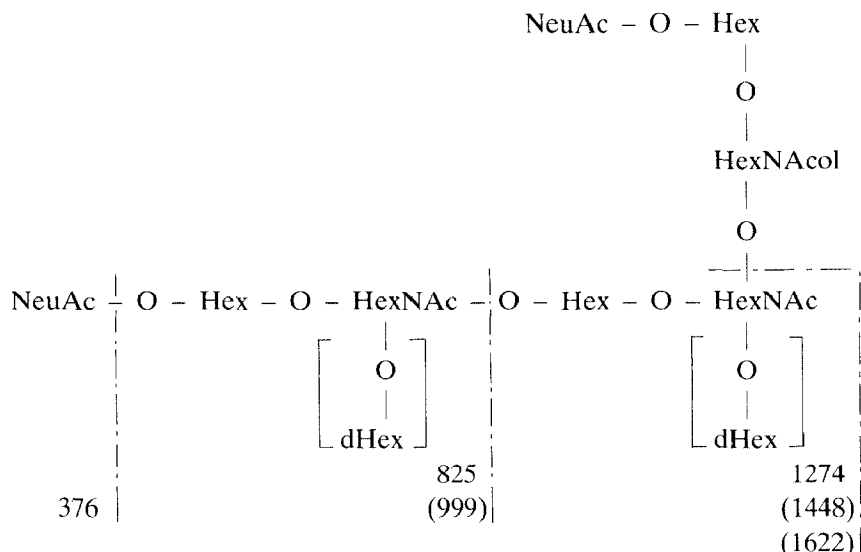 NeuAc – O – Hex
O
HexNAcol
O
NeuAc – O – Hex – O – HexNAc – O – Hex – O – HexNAc
O O
dHex dHex
825 1274
376 (999) (1448)
(1622)